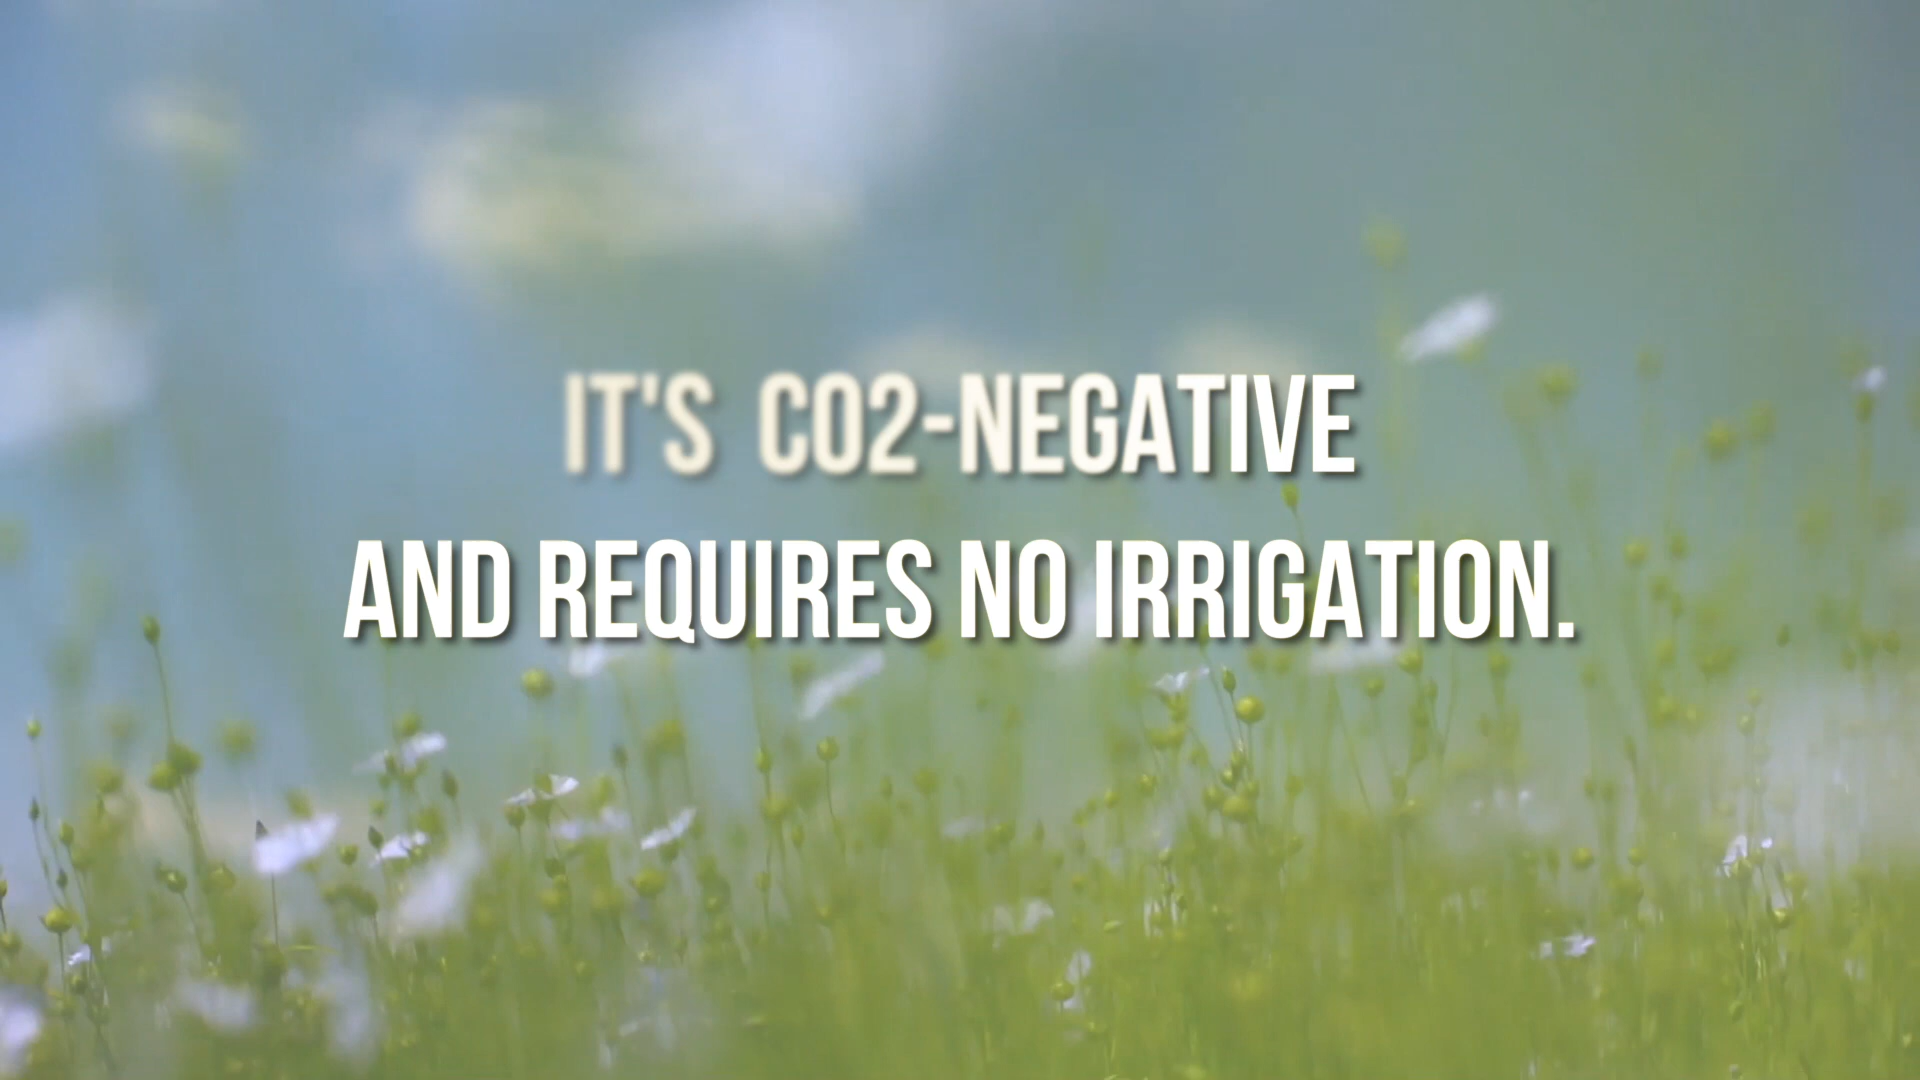 IT'S CO2-NEGATIVE
AND REQUIRES NO IRRIGATION.